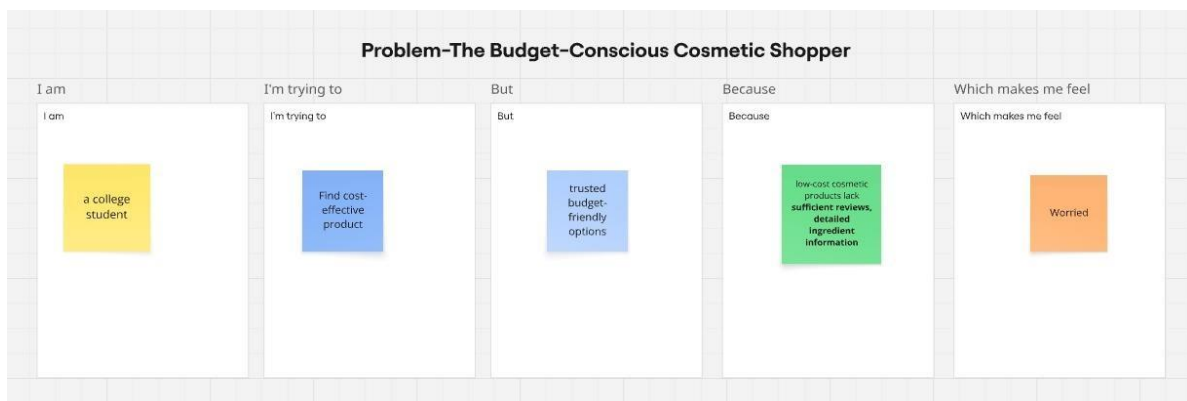 Problem-The Budget-Conscious Cosmetic Shopper
I am
I'm trying to
But
Because
Which makes me feel
I am
a college
student
I'm trying to
Find cost-
effective
product
But
trusted
budget-
friendly
options
Because
low-cost cosmetic
products lack
sufficient reviews,
detailed
ingredient
information
Which makes me feel
Worried